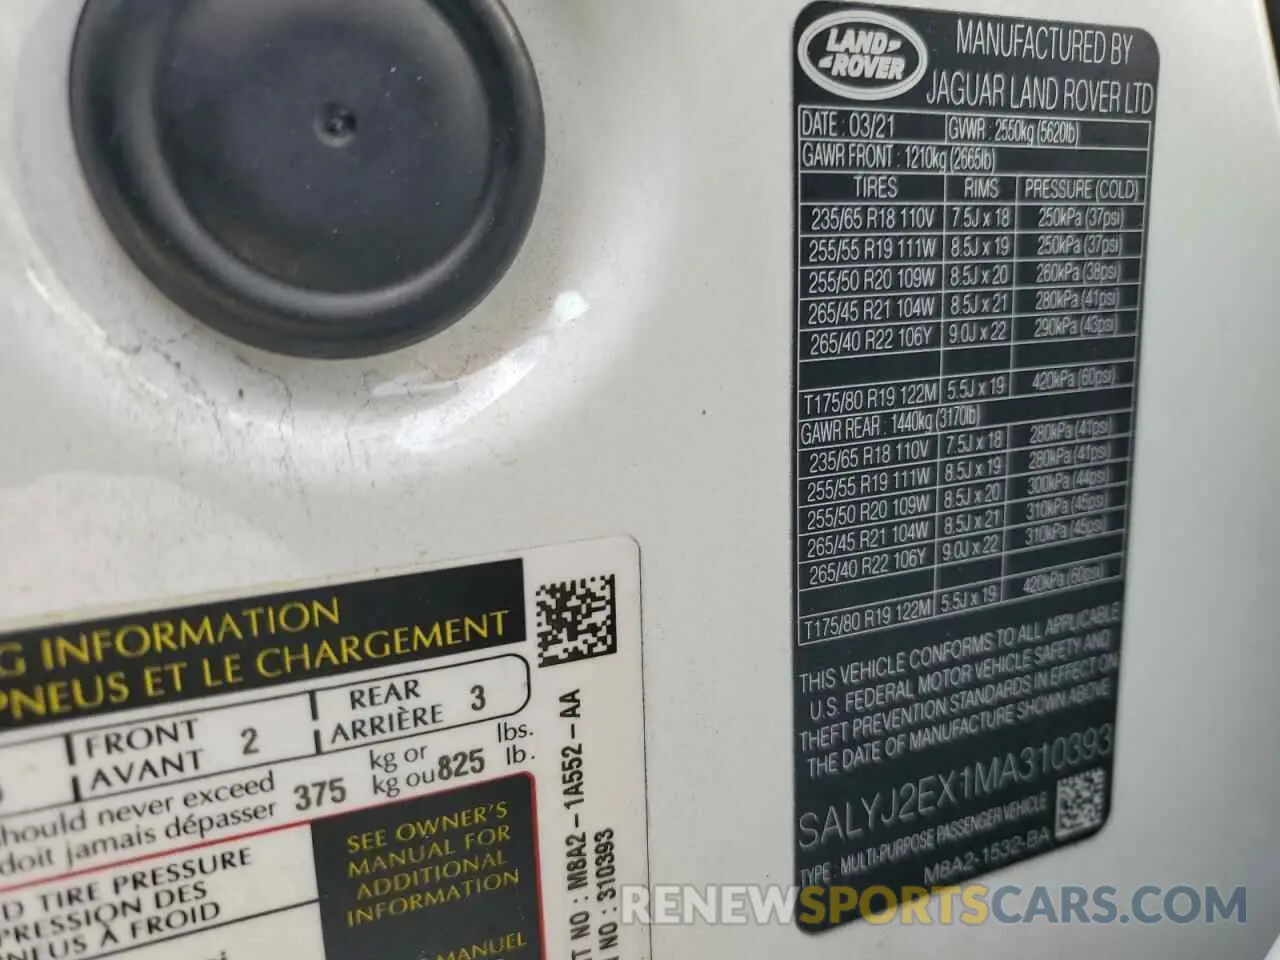 LAND
ROVER
MANUFACTURED BY
JAGUAR LAND ROVER LTD
DATE : 03/21 GVWR : 2550kg (5620lb)
GAWR FRONT : 1210kg (2665lb)
TIRES RIMS PRESSURE (COLD)
235/65 R18 110V 7.5J x 18 250kPa (37psi)
255/55 R19 111W 8.5J x 19 250kPa (37psi)
255/50 R20 109W 8.5J x 20 260kPa (38psi)
265/45 R21 104W 8.5J x 21 280kPa (41psi)
265/40 R22 106Y 9.0J x 22 290kPa (43psi)
T175/80 R19 122M 5.5J x 19 420kPa (60psi)
GAWR REAR : 1440kg (3170lb)
235/65 R18 110V 7.5J x 18 280kPa (41psi)
255/55 R19 111W 8.5J x 19 280kPa (41psi)
255/50 R20 109W 8.5J x 20 300kPa (44psi)
265/45 R21 104W 8.5J x 21 310kPa (45psi)
265/40 R22 106Y 9.0J x 22 310kPa (45psi)
T175/80 R19 122M 5.5J x 19 420kPa (60psi)
THIS VEHICLE CONFORMS TO ALL APPLICABLE
U.S. FEDERAL MOTOR VEHICLE SAFETY AND
THEFT PREVENTION STANDARDS IN EFFECT ON
THE DATE OF MANUFACTURE SHOWN ABOVE
SALYJ2EX1MA310393
TYPE : MULTI-PURPOSE PASSENGER VEHICLE
M8A2-1532-BA
G INFORMATION
PNEUS ET LE CHARGEMENT
FRONT
AVANT 2
REAR
ARRIÈRE 3
hould never exceed
doit jamais dépasser 375 kg or
kg ou 825 lbs.
lb.
D TIRE PRESSURE
PRESSION DES
NEUS À FROID
SEE OWNER'S
MANUAL FOR
ADDITIONAL
INFORMATION
MANUEL
T NO : M8A2-1A552-AA
N NO : 310393
RENEWSPORTSCARS.COM